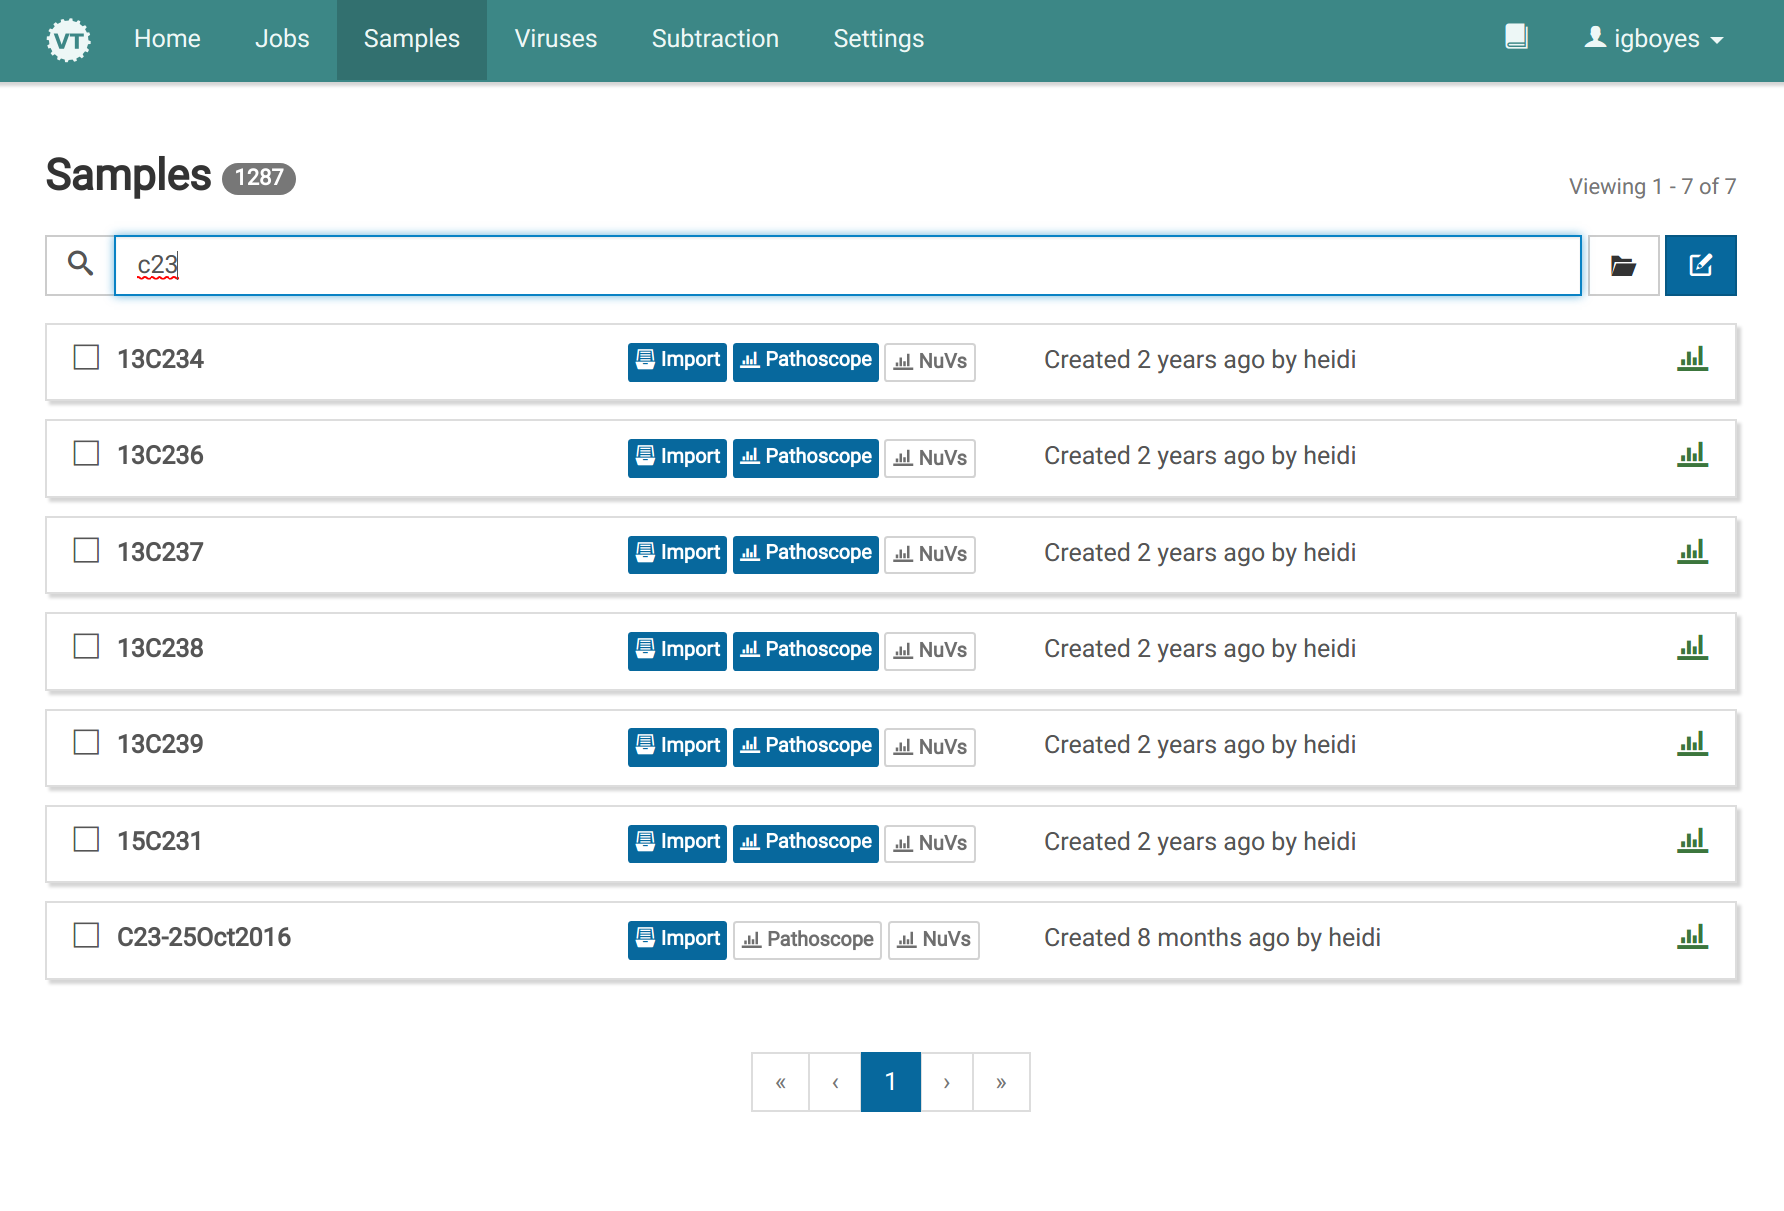 VT Home Jobs Samples Viruses Subtraction Settings igboyes
Samples 1287
Viewing 1 - 7 of 7
c23
13C234 Import Pathoscope NuVs Created 2 years ago by heidi
13C236 Import Pathoscope NuVs Created 2 years ago by heidi
13C237 Import Pathoscope NuVs Created 2 years ago by heidi
13C238 Import Pathoscope NuVs Created 2 years ago by heidi
13C239 Import Pathoscope NuVs Created 2 years ago by heidi
15C231 Import Pathoscope NuVs Created 2 years ago by heidi
C23-25Oct2016 Import Pathoscope NuVs Created 8 months ago by heidi
« ‹ 1 › »